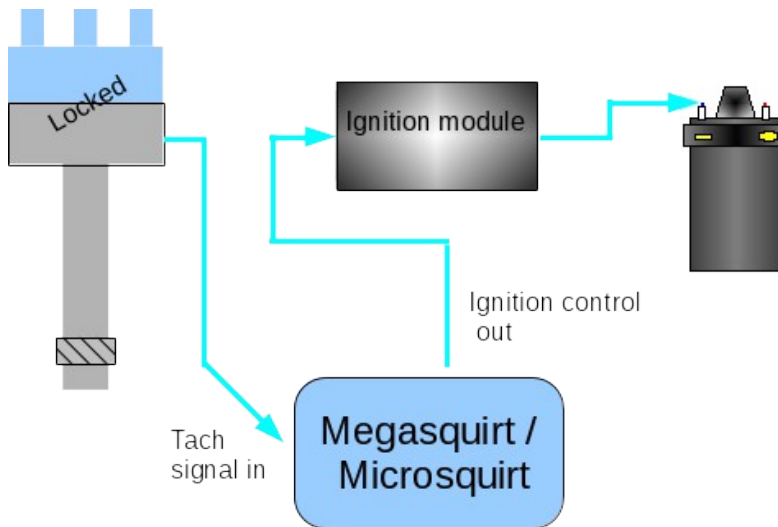 Locked
Ignition module
Ignition control
out
Tach
signal in
Megasquirt /
Microsquirt